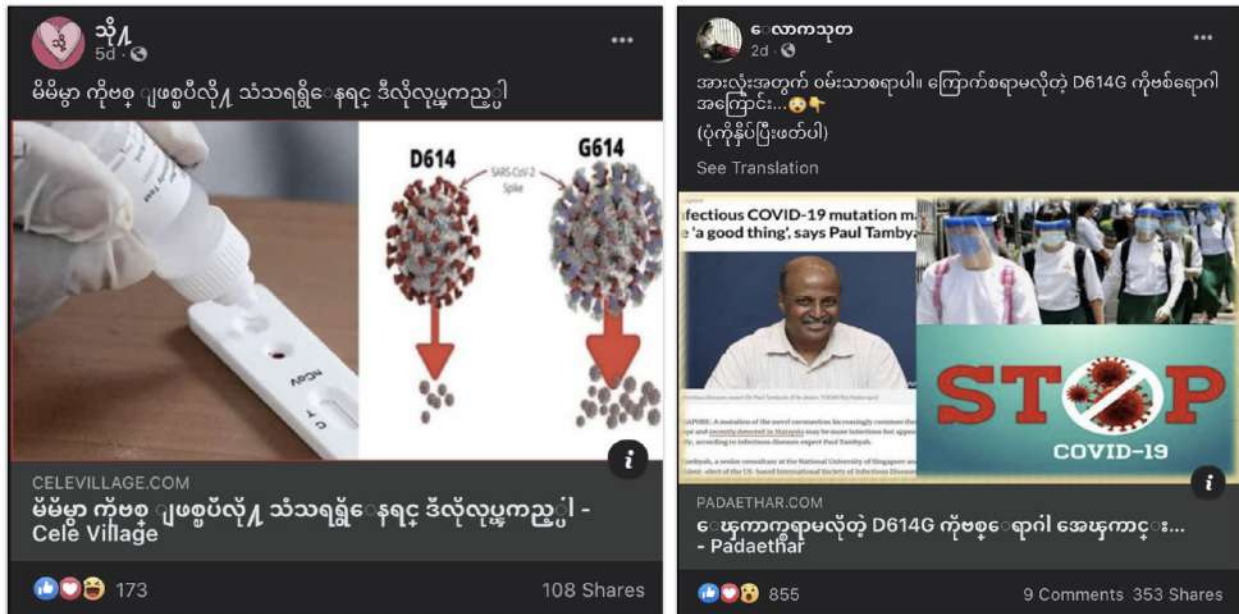 သို႔
5d ·
မိမိမွာ ကိုဗစ္ ျဖစ္ၿပီလို႔ သံသရရွိေနရင္ ဒီလိုလုပ္ၾကည့္ပါ
D614
G614
SARS-CoV-2
Spike
nCoV
C T
CELEVILLAGE.COM
မိမိမွာ ကိုဗစ္ ျဖစ္ၿပီလို႔ သံသရရွိေနရင္ ဒီလိုလုပ္ၾကည့္ပါ -
Cele Village
173
108 Shares
ေလာကသုတ
2d ·
အားလုံးအတွက် ဝမ်းသာစရာပါ။ ကြောက်စရာမလိုတဲ့ D614G ကိုဗစ်ရောဂါ
အကြောင်း...😧👇
(ပုံကိုနှိပ်ပြီးဖတ်ပါ)
See Translation
fectious COVID-19 mutation m
e 'a good thing', says Paul Tambya
STOP
COVID-19
PADAETHAR.COM
ေၾကာက္စရာမလိုတဲ့ D614G ကိုဗစ္ေရာဂါ အေၾကာင္း...
- Padaethar
855
9 Comments 353 Shares